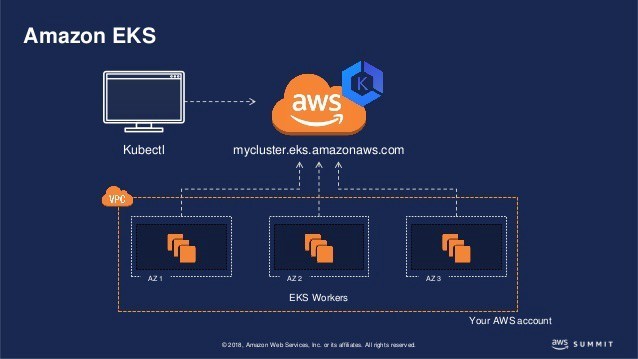 Amazon EKS
aws
K
Kubectl
mycluster.eks.amazonaws.com
VPC
AZ 1
AZ 2
AZ 3
EKS Workers
Your AWS account
© 2018, Amazon Web Services, Inc. or its affiliates. All rights reserved.
aws SUMMIT